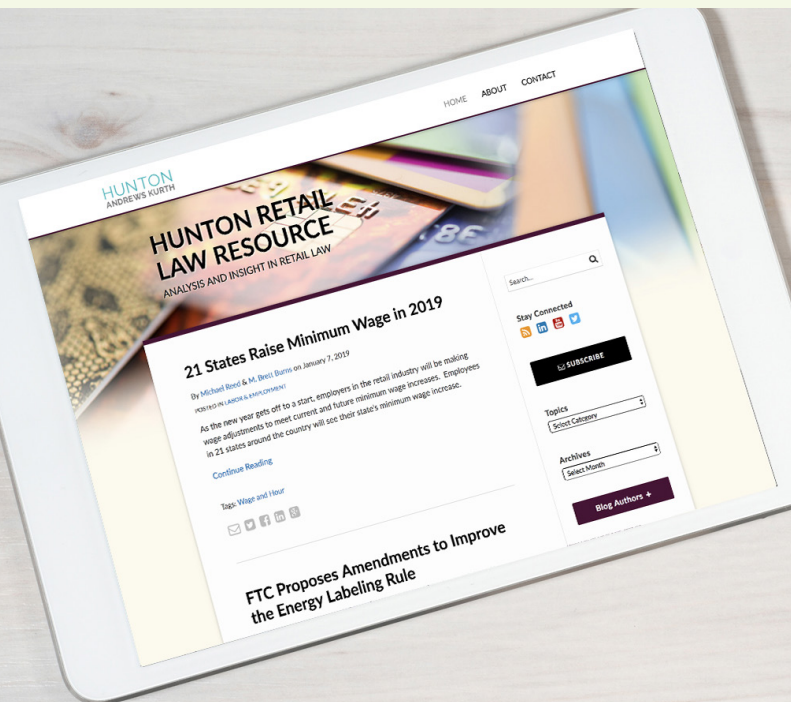 HUNTON
ANDREWS KURTH
HOME ABOUT CONTACT
HUNTON RETAIL
LAW RESOURCE
ANALYSIS AND INSIGHT IN RETAIL LAW
21 States Raise Minimum Wage in 2019
By Michael Reed & M. Brett Burns on January 7, 2019
POSTED IN LABOR & EMPLOYMENT
As the new year gets off to a start, employers in the retail industry will be making
wage adjustments to meet current and future minimum wage increases. Employees
in 21 states around the country will see their state's minimum wage increase.
Continue Reading
Tags: Wage and Hour
FTC Proposes Amendments to Improve
the Energy Labeling Rule
Search...
Stay Connected
SUBSCRIBE
Topics
Select Category
Archives
Select Month
Blog Authors +